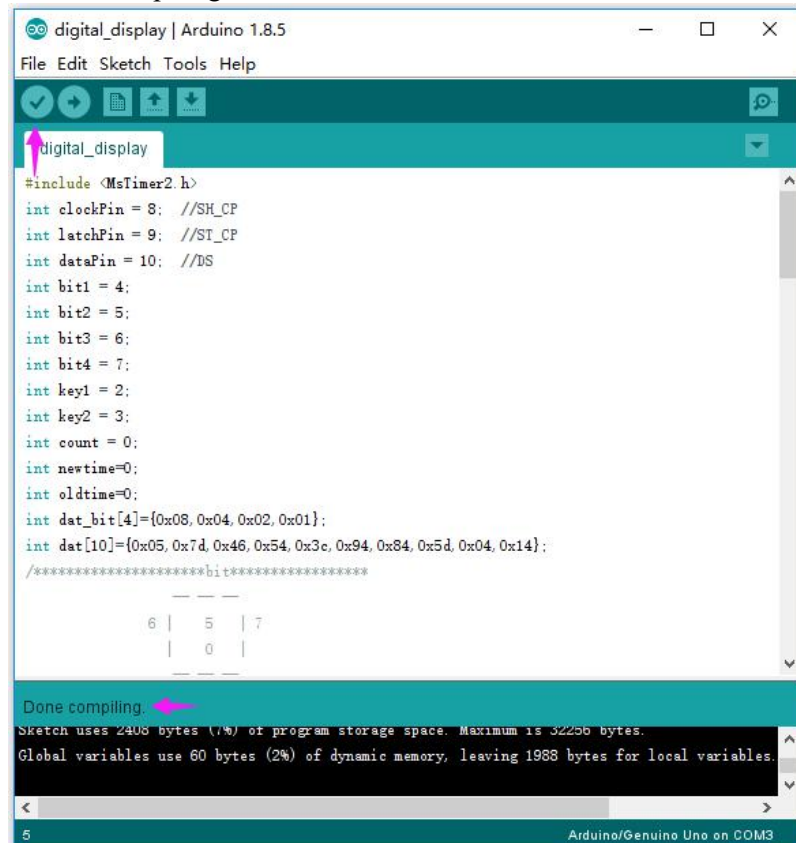 digital_display | Arduino 1.8.5
File Edit Sketch Tools Help
digital_display
#include <MsTimer2.h>
int clockPin = 8;  //SH_CP
int latchPin = 9;  //ST_CP
int dataPin = 10;  //DS
int bit1 = 4;
int bit2 = 5;
int bit3 = 6;
int bit4 = 7;
int key1 = 2;
int key2 = 3;
int count = 0;
int newtime=0;
int oldtime=0;
int dat_bit[4]={0x08,0x04,0x02,0x01};
int dat[10]={0x05,0x7d,0x46,0x54,0x3c,0x94,0x84,0x5d,0x04,0x14};
/*********************bit*****************
— — —
6 | 5 | 7
| 0 |
— — —
Done compiling.
Sketch uses 2408 bytes (7%) of program storage space. Maximum is 32256 bytes.
Global variables use 60 bytes (2%) of dynamic memory, leaving 1988 bytes for local variables.
5 Arduino/Genuino Uno on COM3